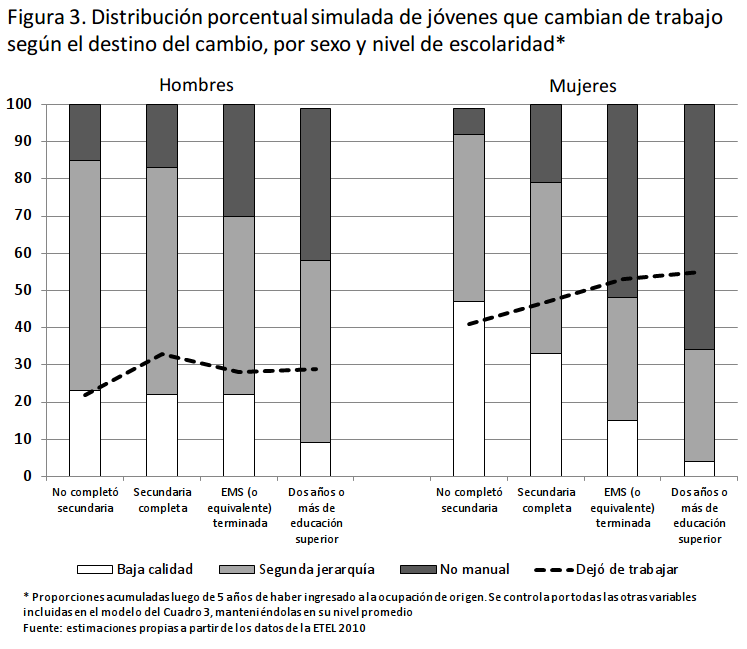 Figura 3. Distribución porcentual simulada de jóvenes que cambian de trabajo
según el destino del cambio, por sexo y nivel de escolaridad*
Hombres
Mujeres
100
90
80
70
60
50
40
30
20
10
0
No completó
secundaria
Secundaria
completa
EMS (o
equivalente)
terminada
Dos años o
más de
educación
superior
No completó
secundaria
Secundaria
completa
EMS (o
equivalente)
terminada
Dos años o
más de
educación
superior
Baja calidad
Segunda jerarquía
No manual
Dejó de trabajar
* Proporciones acumuladas luego de 5 años de haber ingresado a la ocupación de origen. Se controla por todas las otras variables
incluidas en el modelo del Cuadro 3, manteniéndolas en su nivel promedio
Fuente: estimaciones propias a partir de los datos de la ETEL 2010